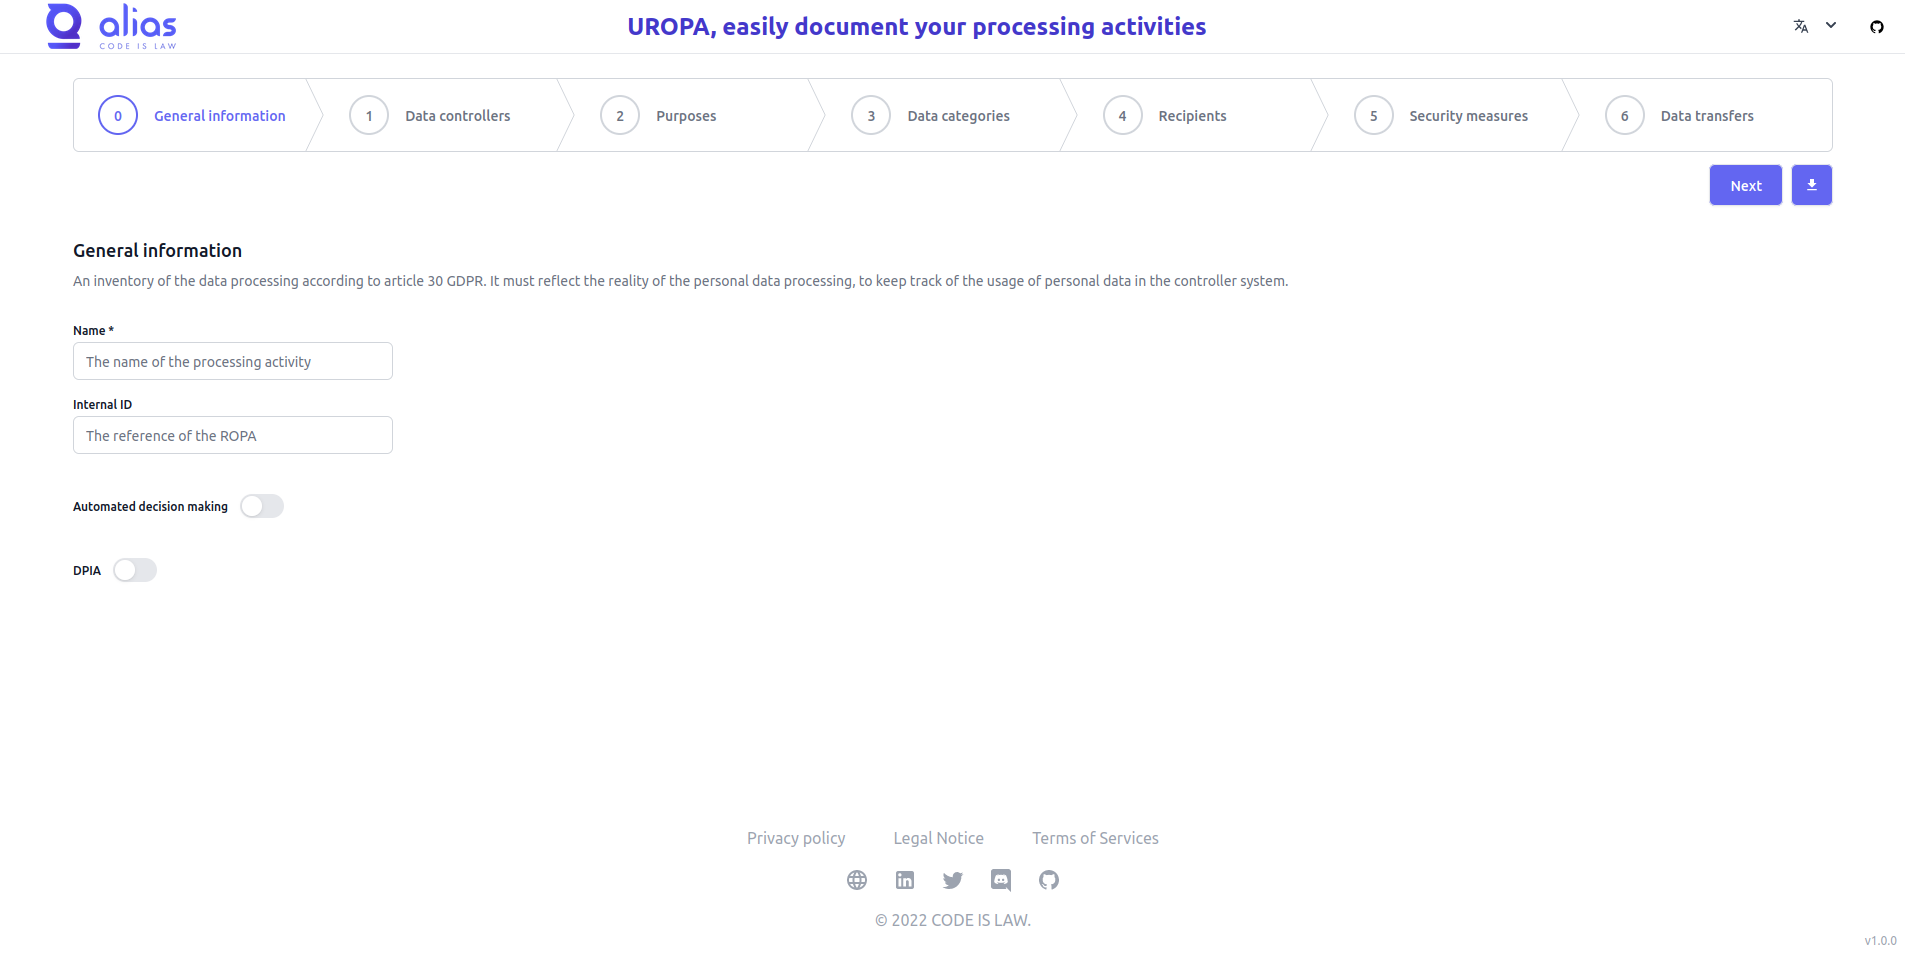 alias
CODE IS LAW
UROPA, easily document your processing activities
0 General information
1 Data controllers
2 Purposes
3 Data categories
4 Recipients
5 Security measures
6 Data transfers
Next
General information
An inventory of the data processing according to article 30 GDPR. It must reflect the reality of the personal data processing, to keep track of the usage of personal data in the controller system.
Name *
The name of the processing activity
Internal ID
The reference of the ROPA
Automated decision making
DPIA
Privacy policy Legal Notice Terms of Services
© 2022 CODE IS LAW.
v1.0.0